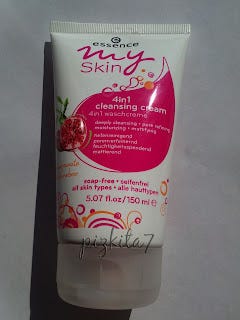 essence
my
Skin
4in1
cleansing cream
4in1 waschcreme
deeply cleansing • pore refining
moisturizing • mattifying
tiefenreinigend
porenverfeinernd
feuchtigkeitsspendend
mattierend
soap-free • seifenfrei
all skin types • alle hauttypen
5.07 fl.oz/150 ml e
pizkita7